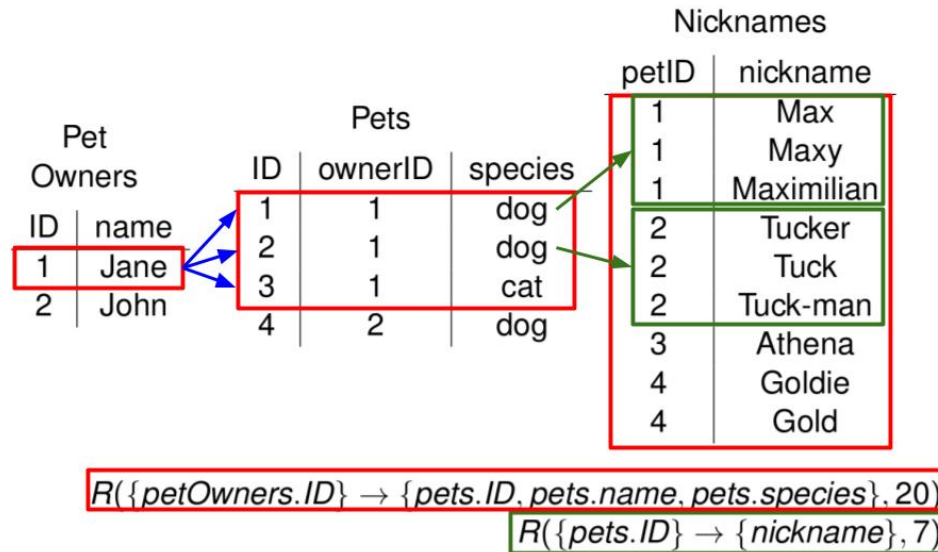 Nicknames
petID nickname
1 Max
1 Maxy
1 Maximilian
2 Tucker
2 Tuck
2 Tuck-man
3 Athena
4 Goldie
4 Gold
Pets
ID ownerID species
1 1 dog
2 1 dog
3 1 cat
4 2 dog
Pet
Owners
ID name
1 Jane
2 John
R({petOwners.ID} → {pets.ID, pets.name, pets.species}, 20)
R({pets.ID} → {nickname}, 7)